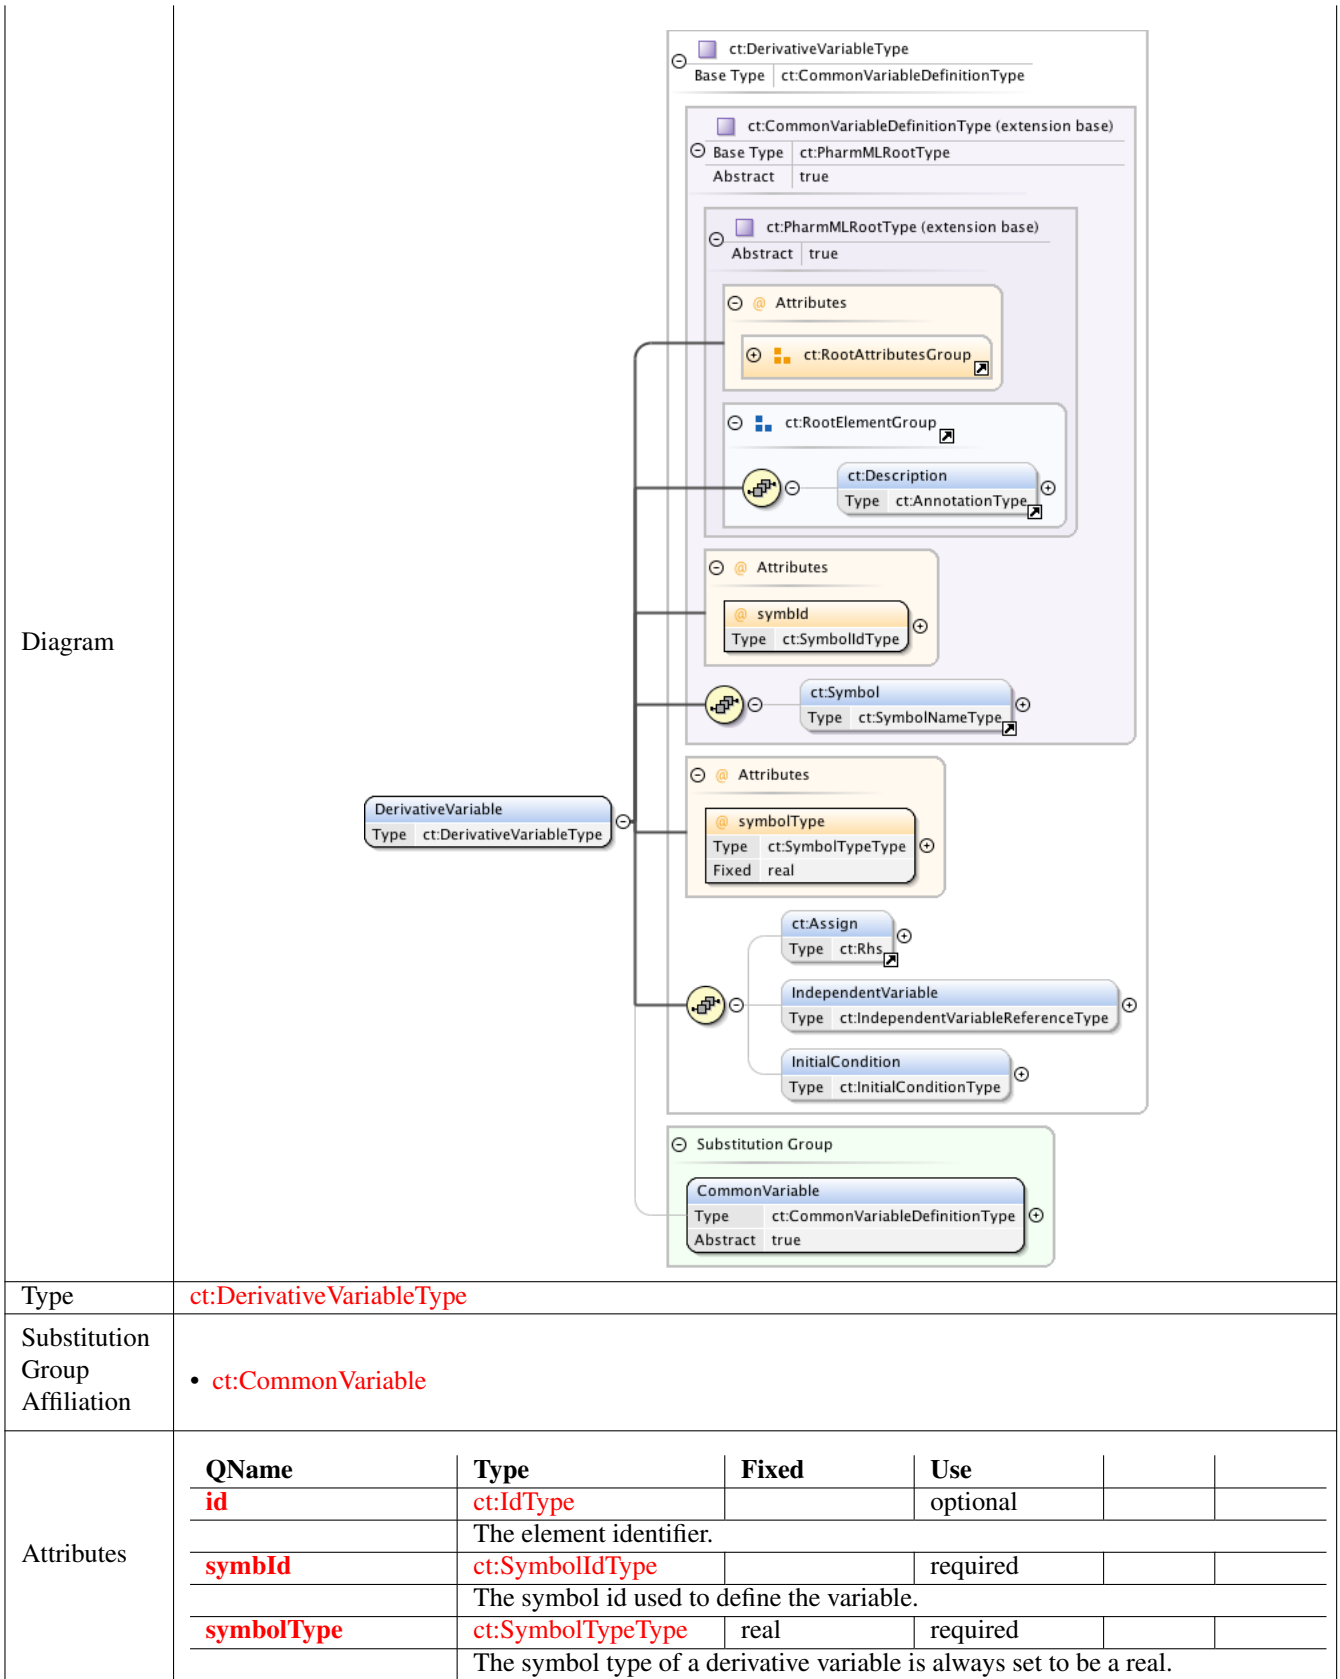 Diagram
ct:DerivativeVariableType
Base Type ct:CommonVariableDefinitionType
ct:CommonVariableDefinitionType (extension base)
Base Type ct:PharmMLRootType
Abstract true
ct:PharmMLRootType (extension base)
Abstract true
@ Attributes
ct:RootAttributesGroup
ct:RootElementGroup
ct:Description
Type ct:AnnotationType
@ Attributes
@ symbId
Type ct:SymbolIdType
ct:Symbol
Type ct:SymbolNameType
@ Attributes
DerivativeVariable
Type ct:DerivativeVariableType
@ symbolType
Type ct:SymbolTypeType
Fixed real
ct:Assign
Type ct:Rhs
IndependentVariable
Type ct:IndependentVariableReferenceType
InitialCondition
Type ct:InitialConditionType
Substitution Group
CommonVariable
Type ct:CommonVariableDefinitionType
Abstract true
Type ct:DerivativeVariableType
Substitution
Group
Affiliation
• ct:CommonVariable
Attributes
QName Type Fixed Use
id ct:IdType optional
The element identifier.
symbId ct:SymbolIdType required
The symbol id used to define the variable.
symbolType ct:SymbolTypeType real required
The symbol type of a derivative variable is always set to be a real.